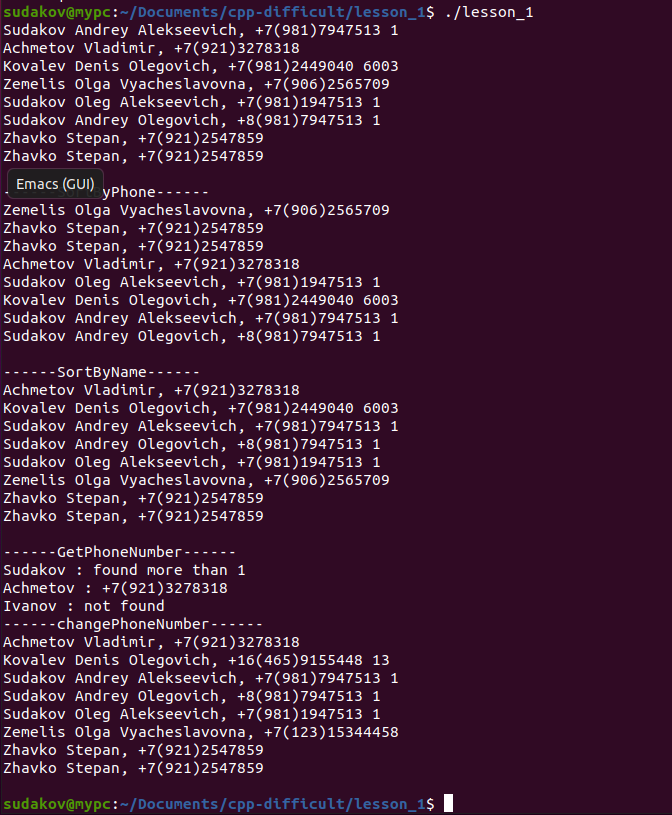 sudakov@mypc:~/Documents/cpp-difficult/lesson_1$ ./lesson_1
Sudakov Andrey Alekseevich, +7(981)7947513 1
Achmetov Vladimir, +7(921)3278318
Kovalev Denis Olegovich, +7(981)2449040 6003
Zemelis Olga Vyacheslavovna, +7(906)2565709
Sudakov Oleg Alekseevich, +7(981)1947513 1
Sudakov Andrey Olegovich, +8(981)7947513 1
Zhavko Stepan, +7(921)2547859
Zhavko Stepan, +7(921)2547859
Emacs (GUI)
yPhone------
Zemelis Olga Vyacheslavovna, +7(906)2565709
Zhavko Stepan, +7(921)2547859
Zhavko Stepan, +7(921)2547859
Achmetov Vladimir, +7(921)3278318
Sudakov Oleg Alekseevich, +7(981)1947513 1
Kovalev Denis Olegovich, +7(981)2449040 6003
Sudakov Andrey Alekseevich, +7(981)7947513 1
Sudakov Andrey Olegovich, +8(981)7947513 1
------SortByName------
Achmetov Vladimir, +7(921)3278318
Kovalev Denis Olegovich, +7(981)2449040 6003
Sudakov Andrey Alekseevich, +7(981)7947513 1
Sudakov Andrey Olegovich, +8(981)7947513 1
Sudakov Oleg Alekseevich, +7(981)1947513 1
Zemelis Olga Vyacheslavovna, +7(906)2565709
Zhavko Stepan, +7(921)2547859
Zhavko Stepan, +7(921)2547859
------GetPhoneNumber------
Sudakov : found more than 1
Achmetov : +7(921)3278318
Ivanov : not found
------changePhoneNumber------
Achmetov Vladimir, +7(921)3278318
Kovalev Denis Olegovich, +16(465)9155448 13
Sudakov Andrey Alekseevich, +7(981)7947513 1
Sudakov Andrey Olegovich, +8(981)7947513 1
Sudakov Oleg Alekseevich, +7(981)1947513 1
Zemelis Olga Vyacheslavovna, +7(123)15344458
Zhavko Stepan, +7(921)2547859
Zhavko Stepan, +7(921)2547859
sudakov@mypc:~/Documents/cpp-difficult/lesson_1$